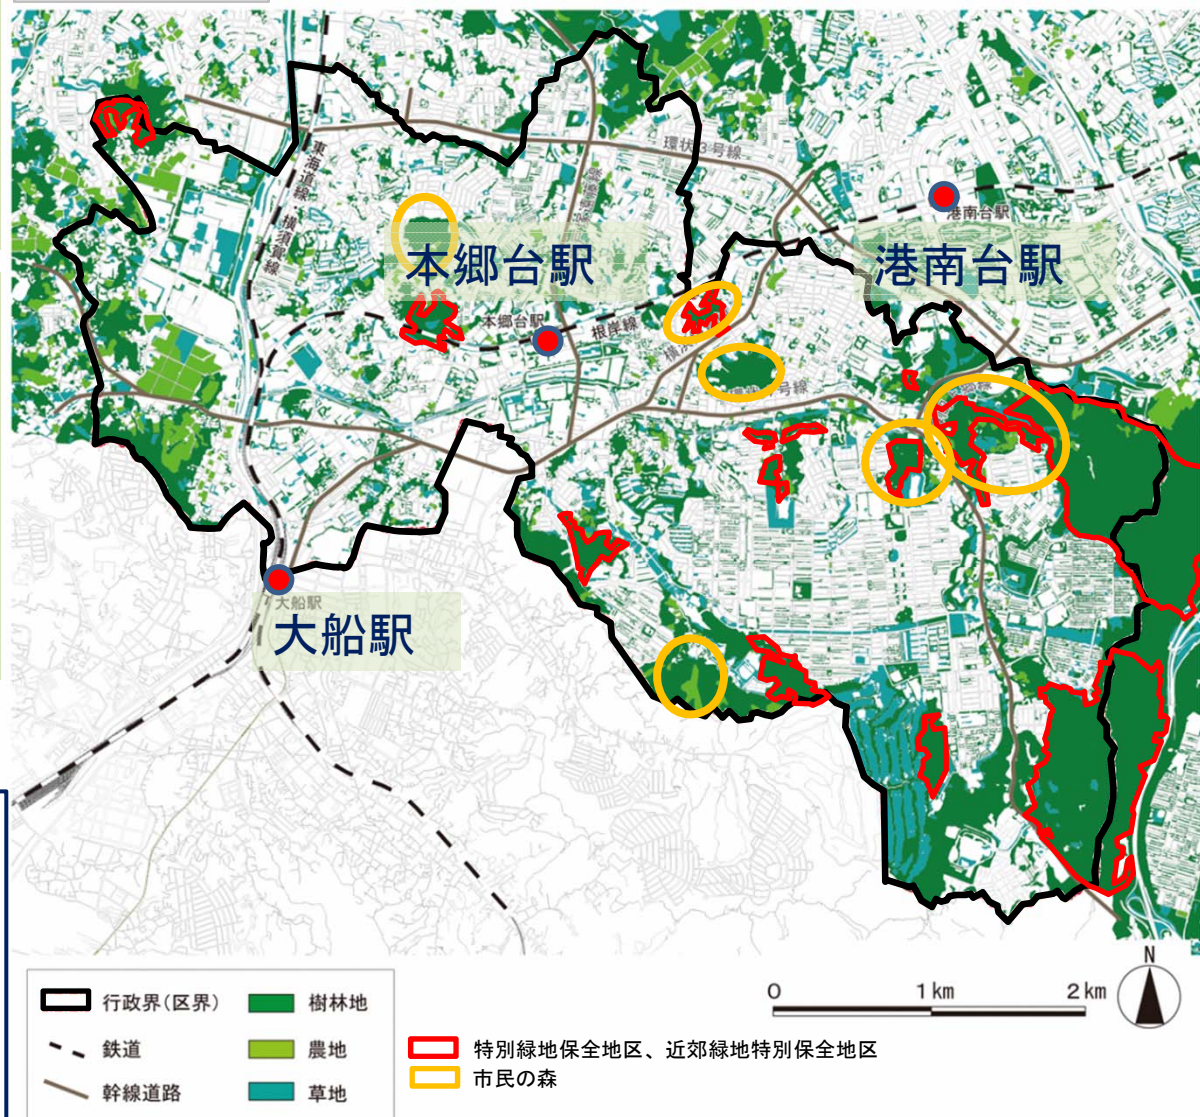 環状3号線
東海道線
横須賀線
港南台駅
本郷台駅
港南台駅
本郷台駅
根岸線
大船駅
大船駅
N
0 1km 2km
行政界(区界)
樹林地
鉄道
農地
幹線道路
草地
特別緑地保全地区、近郊緑地特別保全地区
市民の森